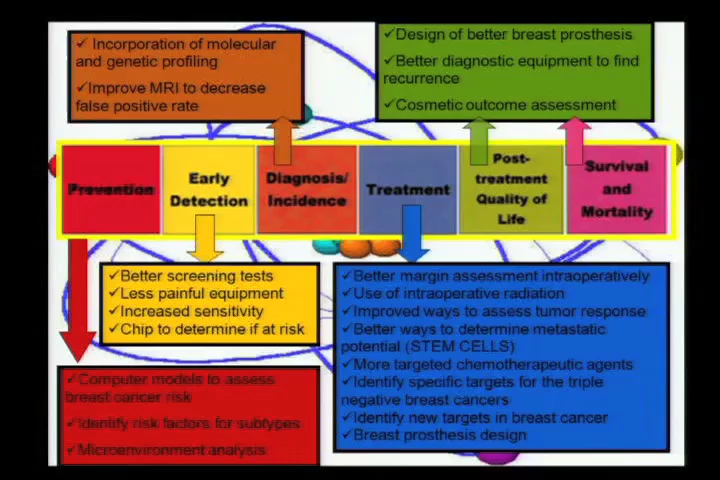 ✓ Incorporation of molecular
and genetic profiling
✓Improve MRI to decrease
false positive rate
✓Design of better breast prosthesis
✓Better diagnostic equipment to find
recurrence
✓Cosmetic outcome assessment
Prevention
Early
Detection
Diagnosis/
Incidence
Treatment
Post-
treatment
Quality of
Life
Survival
and
Mortality
✓Better screening tests
✓Less painful equipment
✓Increased sensitivity
✓Chip to determine if at risk
✓Better margin assessment intraoperatively
✓Use of intraoperative radiation
✓Improved ways to assess tumor response
✓Better ways to determine metastatic
potential (STEM CELLS)
✓More targeted chemotherapeutic agents
✓Identify specific targets for the triple
negative breast cancers
✓Identify new targets in breast cancer
✓Breast prosthesis design
✓Computer models to assess
breast cancer risk
✓Identify risk factors for subtypes
✓Microenvironment analysis